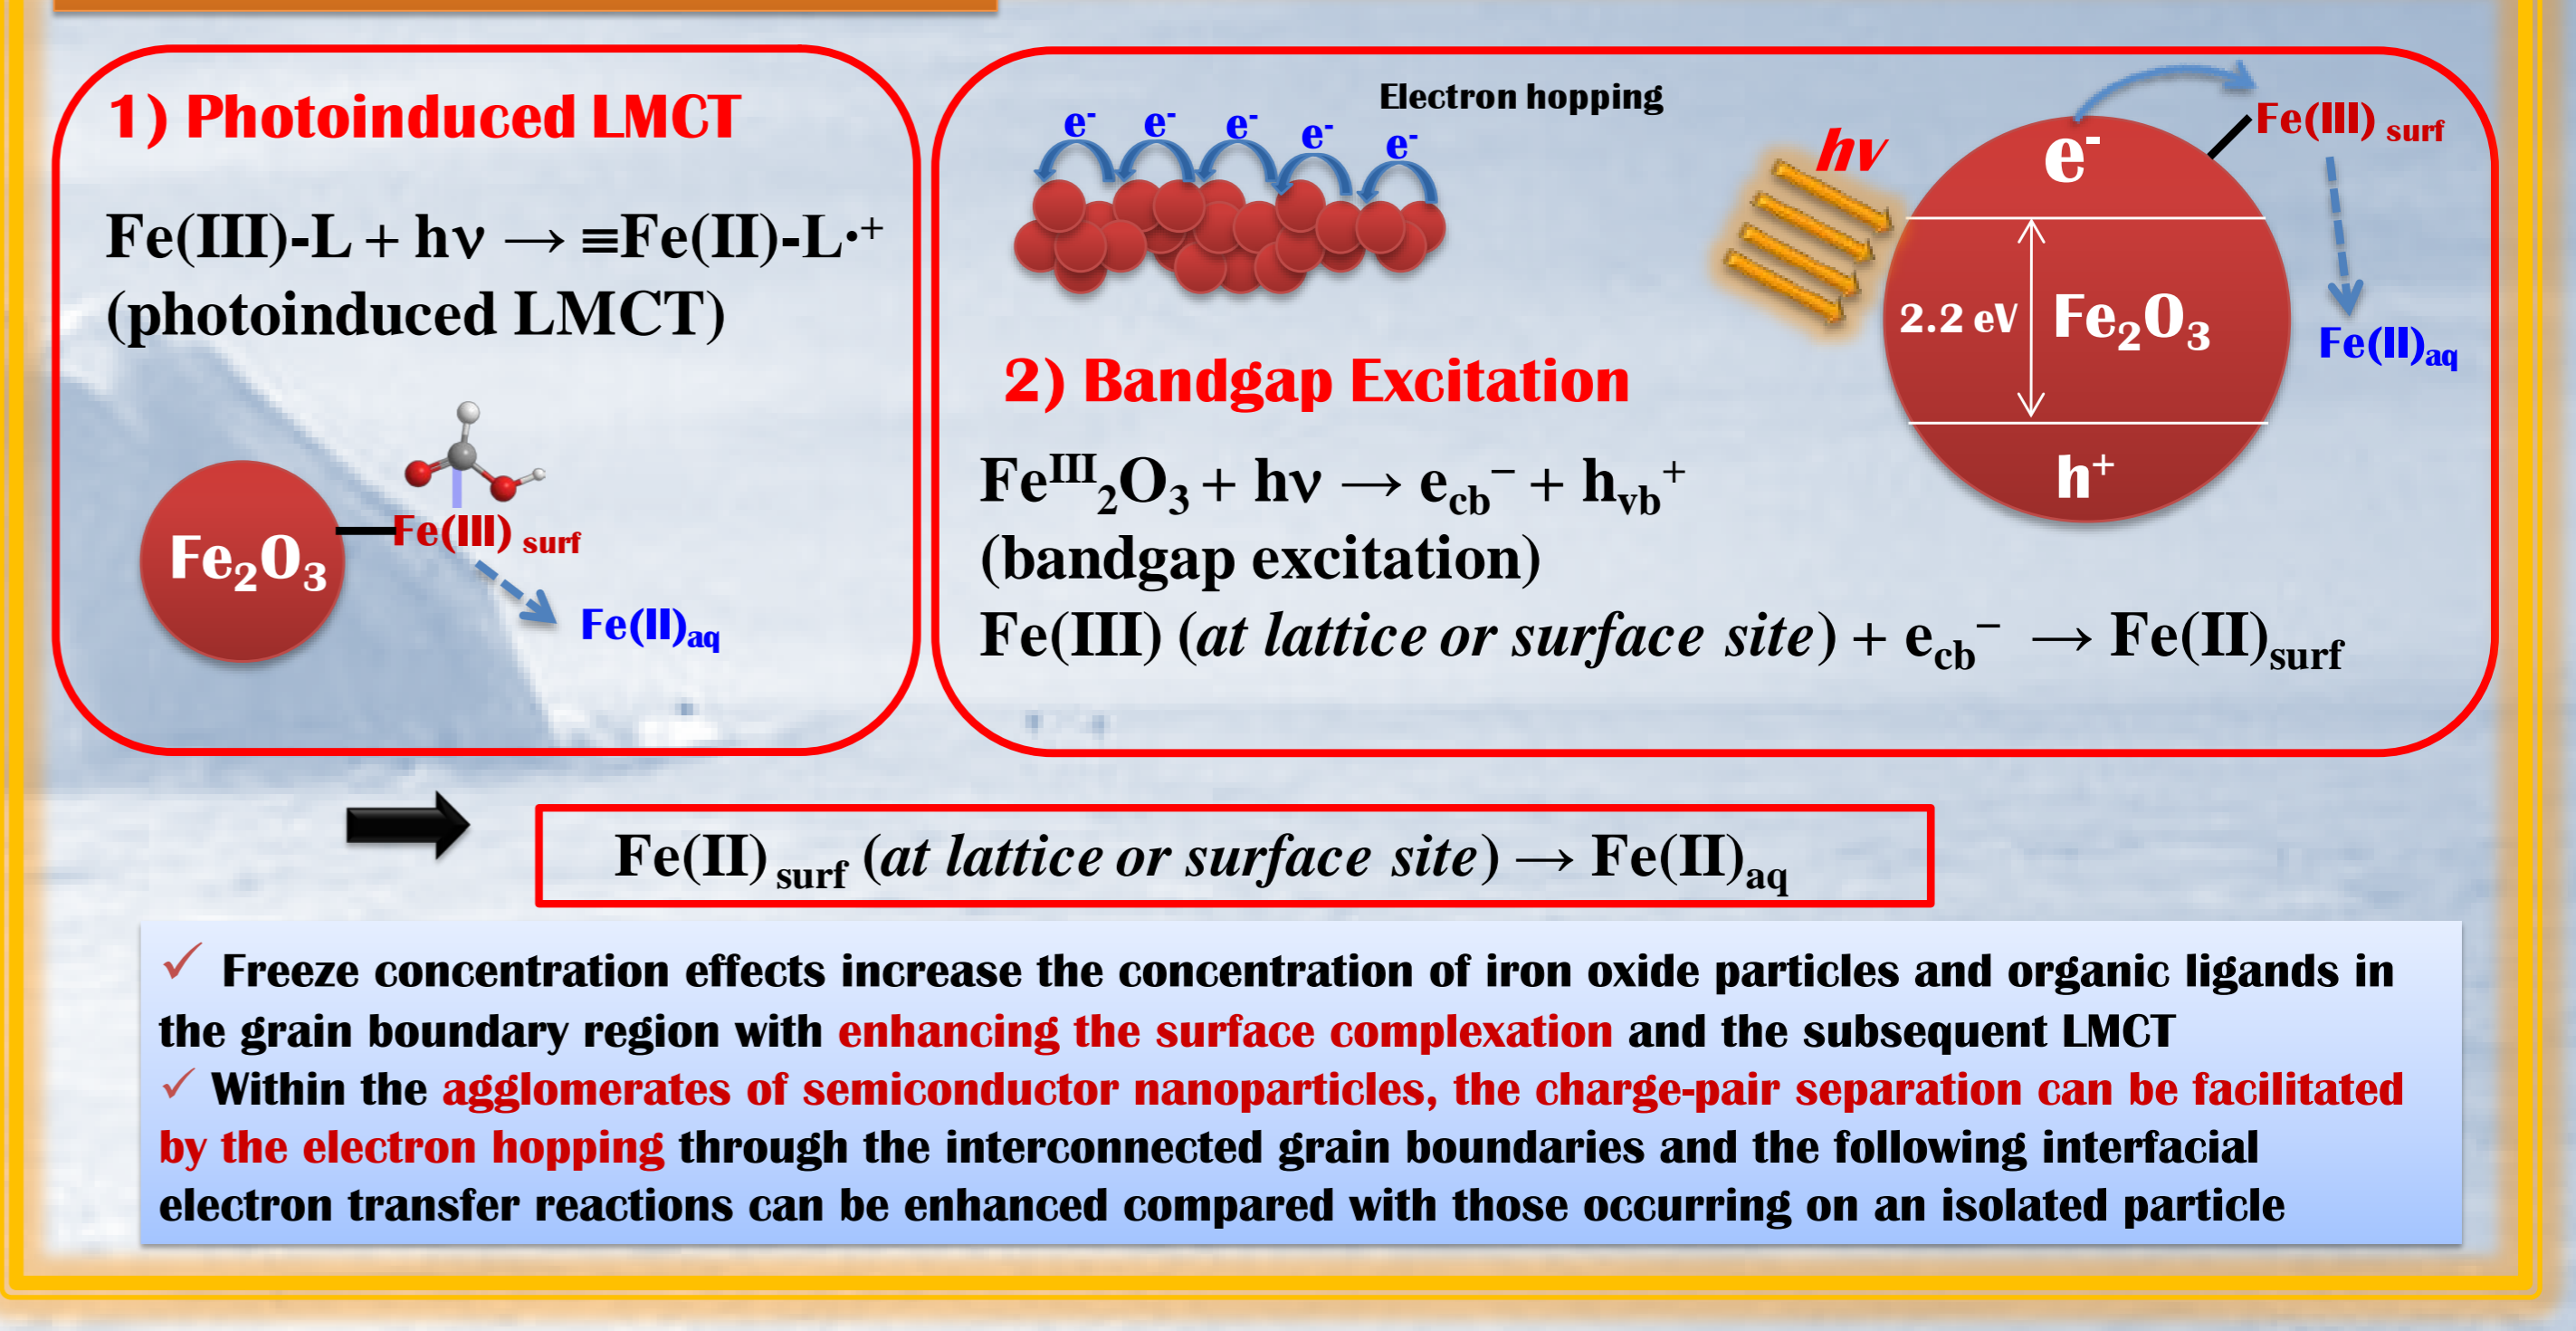 1) Photoinduced LMCT
Fe(III)-L + hν → ≡Fe(II)-L·⁺
(photoinduced LMCT)
Fe₂O₃
Fe(III) surf
Fe(II)aq
Electron hopping
e⁻ e⁻ e⁻ e⁻ e⁻
hν
e⁻
Fe(III) surf
2.2 eV
Fe₂O₃
Fe(II)aq
h⁺
2) Bandgap Excitation
Feᴵᴵᴵ₂O₃ + hν → ecb⁻ + hvb⁺
(bandgap excitation)
Fe(III) (at lattice or surface site) + ecb⁻ → Fe(II)surf
Fe(II) surf (at lattice or surface site) → Fe(II)aq
✓ Freeze concentration effects increase the concentration of iron oxide particles and organic ligands in
the grain boundary region with enhancing the surface complexation and the subsequent LMCT
✓ Within the agglomerates of semiconductor nanoparticles, the charge-pair separation can be facilitated
by the electron hopping through the interconnected grain boundaries and the following interfacial
electron transfer reactions can be enhanced compared with those occurring on an isolated particle